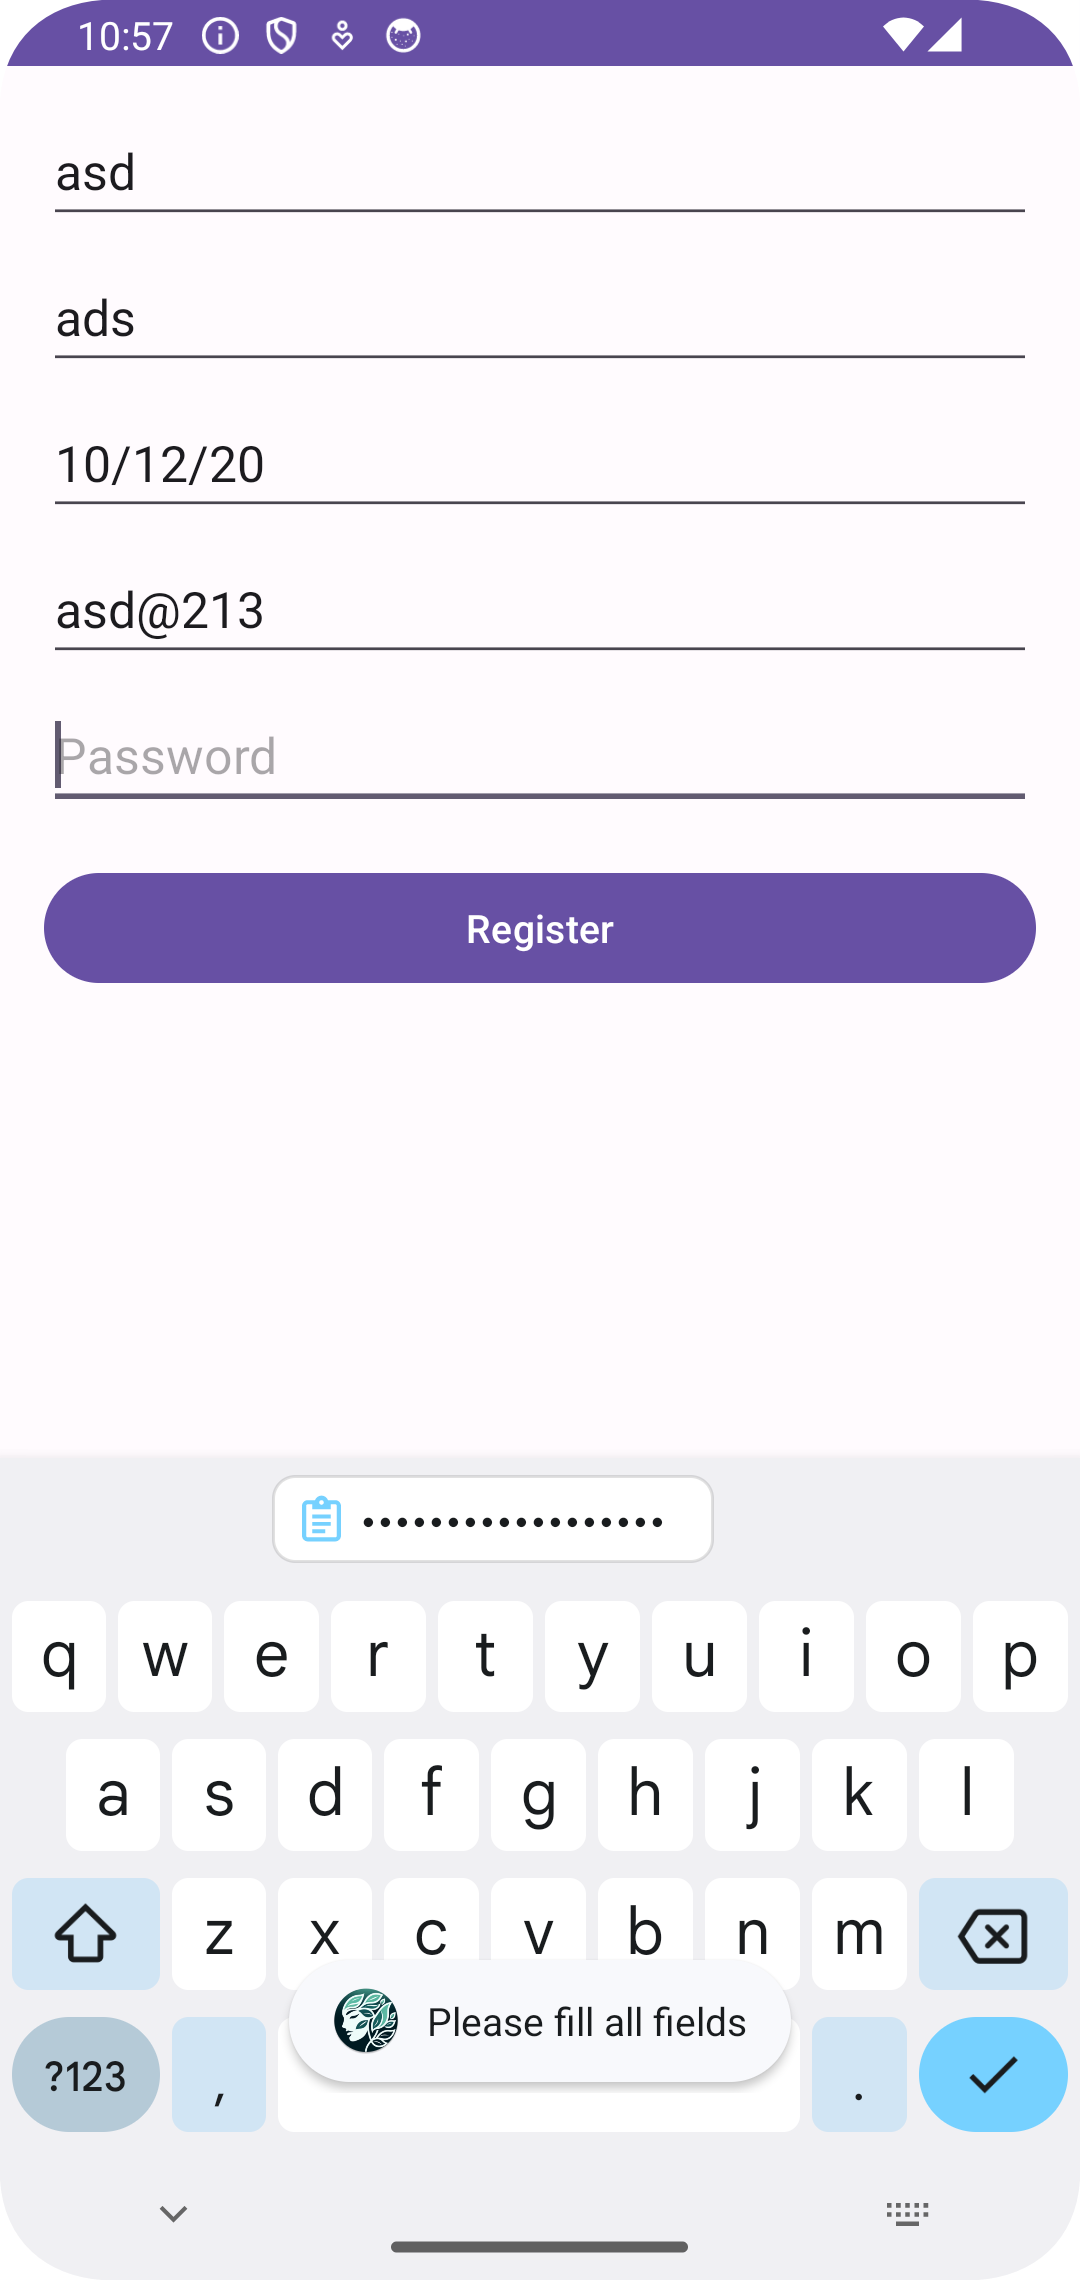 10:57
asd
ads
10/12/20
asd@213
Password
Register
••••••••••••••••••
q w e r t y u i o p
a s d f g h j k l
z x c v b n m
Please fill all fields
?123 , .